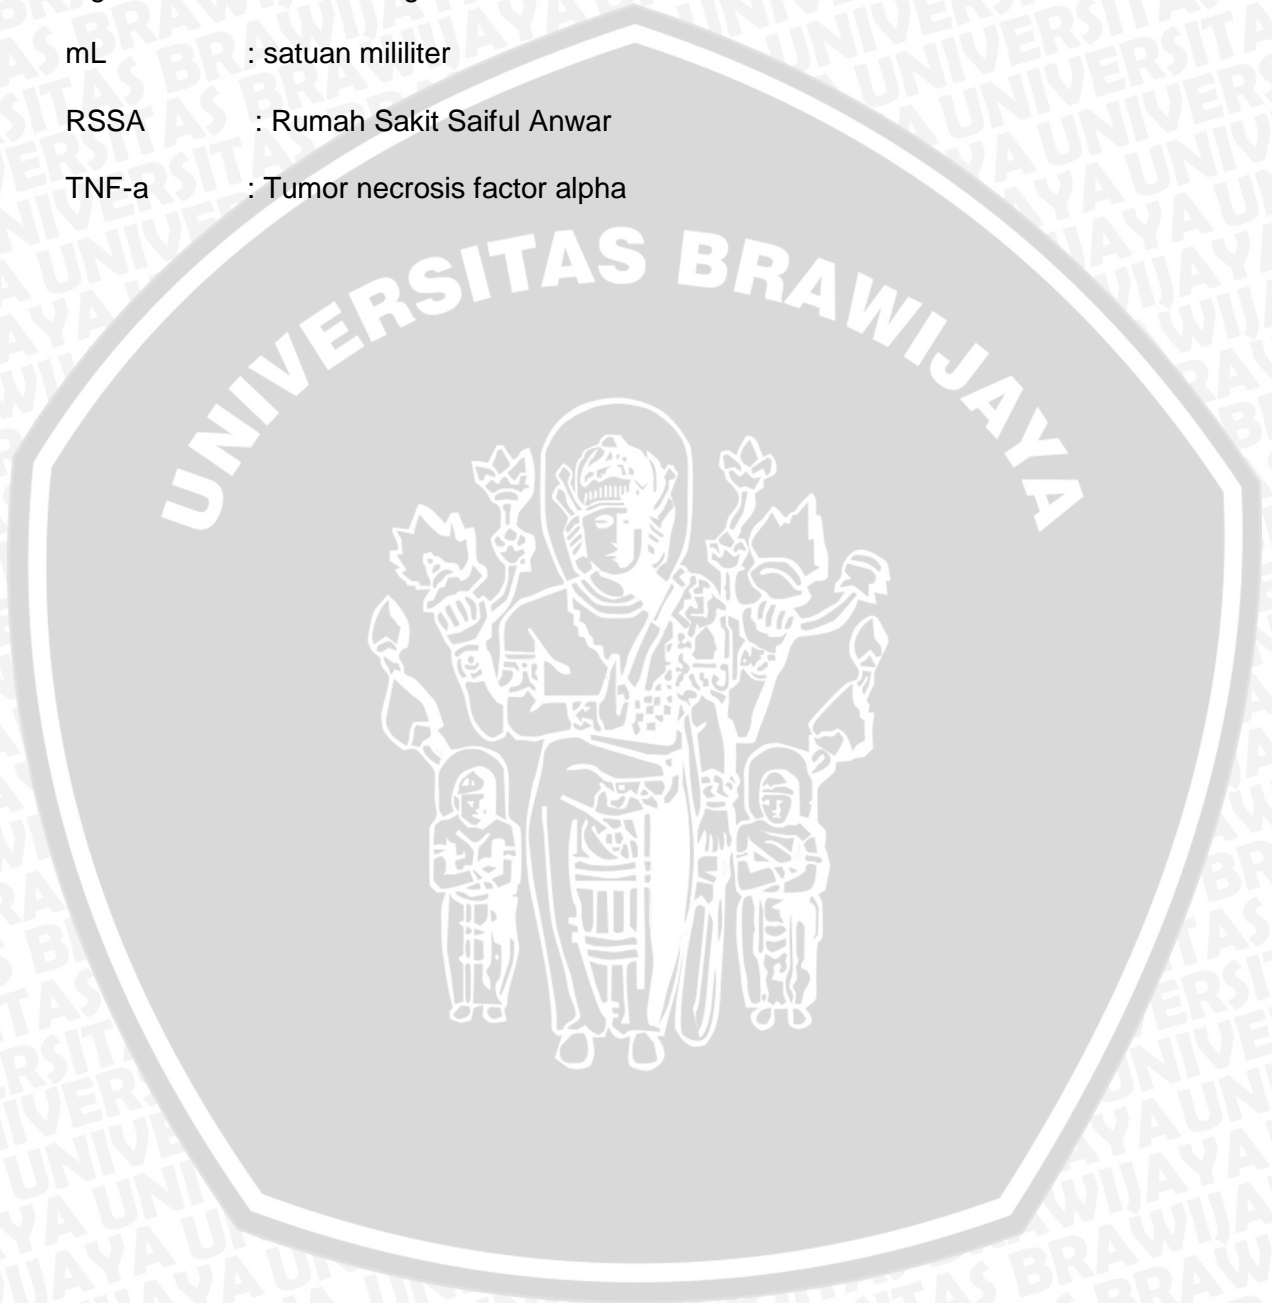 mL : satuan mililiter
RSSA : Rumah Sakit Saiful Anwar
TNF-a : Tumor necrosis factor alpha
UNIVERSITAS BRAWIJAYA